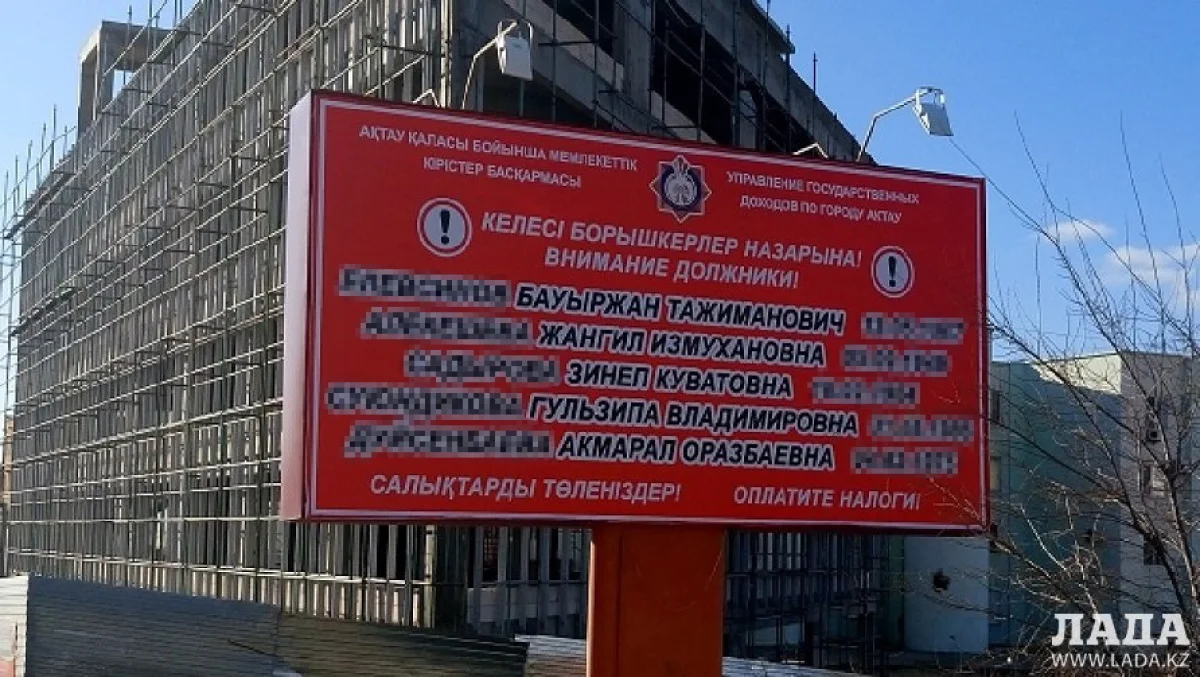 АҚТАУ ҚАЛАСЫ БОЙЫНША МЕМЛЕКЕТТІК
КІРІСТЕР БАСҚАРМАСЫ
УПРАВЛЕНИЕ ГОСУДАРСТВЕННЫХ
ДОХОДОВ ПО ГОРОДУ АКТАУ
КЕЛЕСІ БОРЫШКЕРЛЕР НАЗАРЫНА!
ВНИМАНИЕ ДОЛЖНИКИ!
БАУЫРЖАН ТАЖИМАНОВИЧ
ЖАНГИЛ ИЗМУХАНОВНА
ЗИНЕП КУВАТОВНА
ГУЛЬЗИПА ВЛАДИМИРОВНА
АКМАРАЛ ОРАЗБАЕВНА
САЛЫҚТАРДЫ ТӨЛЕНІЗДЕР!
ОПЛАТИТЕ НАЛОГИ!
ЛАДА
WWW.LADA.KZ